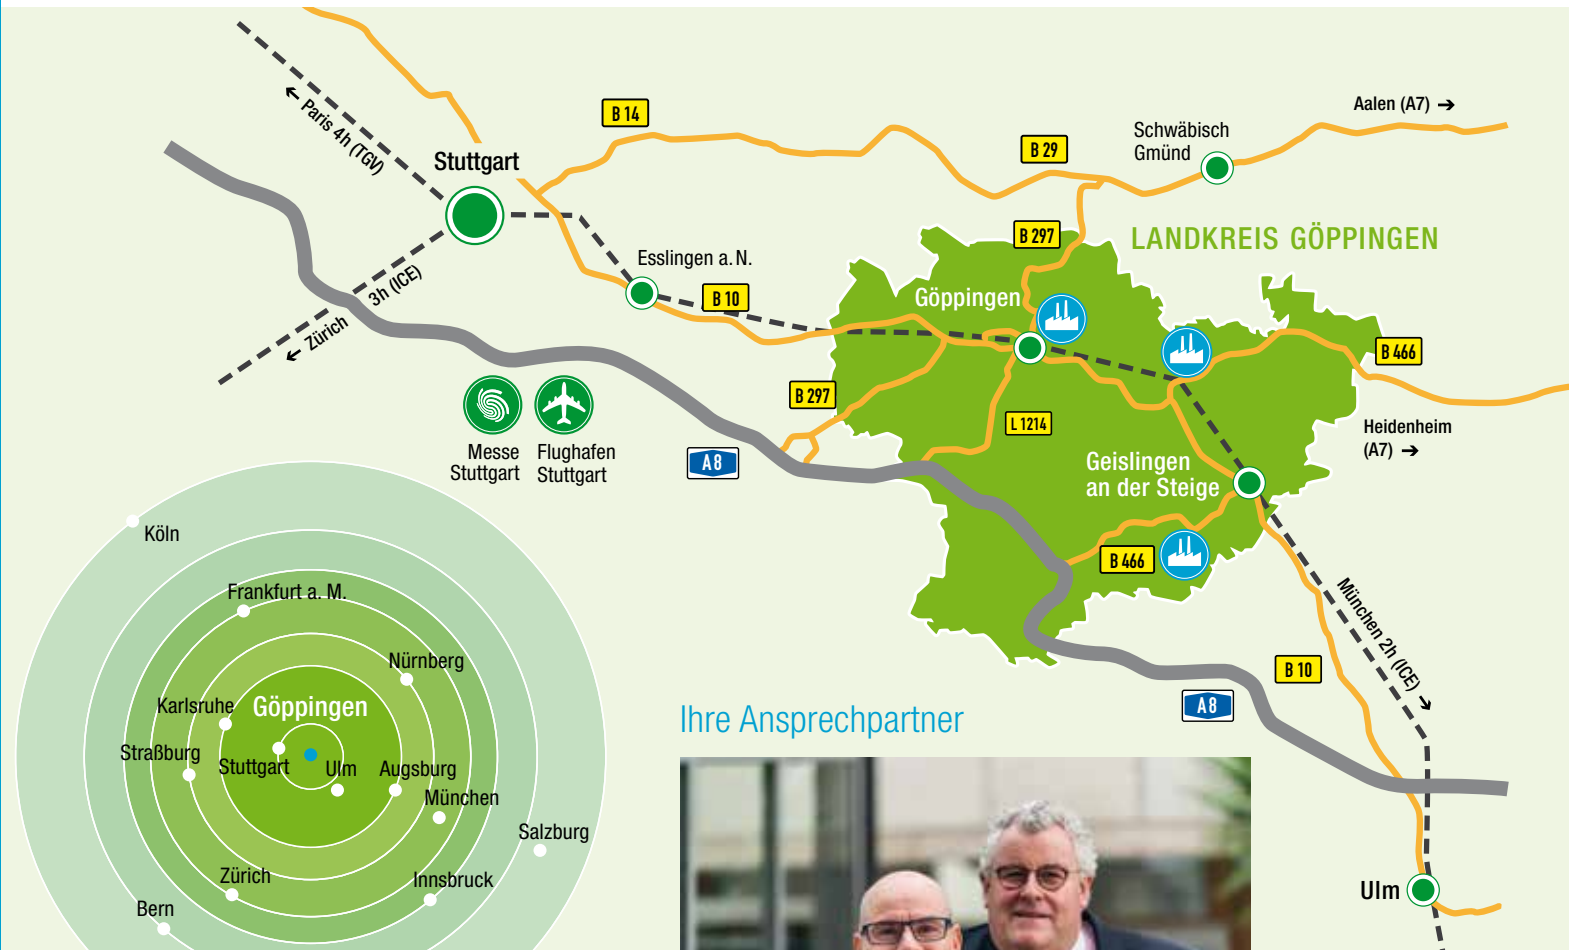 ← Paris 4h (TGV)
Stuttgart
B 14
Aalen (A7) →
Schwäbisch
Gmünd
B 29
B 297
LANDKREIS GÖPPINGEN
Esslingen a. N.
B 10
3h (ICE)
← Zürich
Göppingen
B 466
B 297
L 1214
Heidenheim
(A7) →
Messe
Stuttgart
Flughafen
Stuttgart
A8
Geislingen
an der Steige
B 466
München 2h (ICE) →
B 10
A8
Ulm
Köln
Frankfurt a. M.
Nürnberg
Karlsruhe
Göppingen
Straßburg
Stuttgart
Ulm
Augsburg
München
Salzburg
Zürich
Innsbruck
Bern
Ihre Ansprechpartner